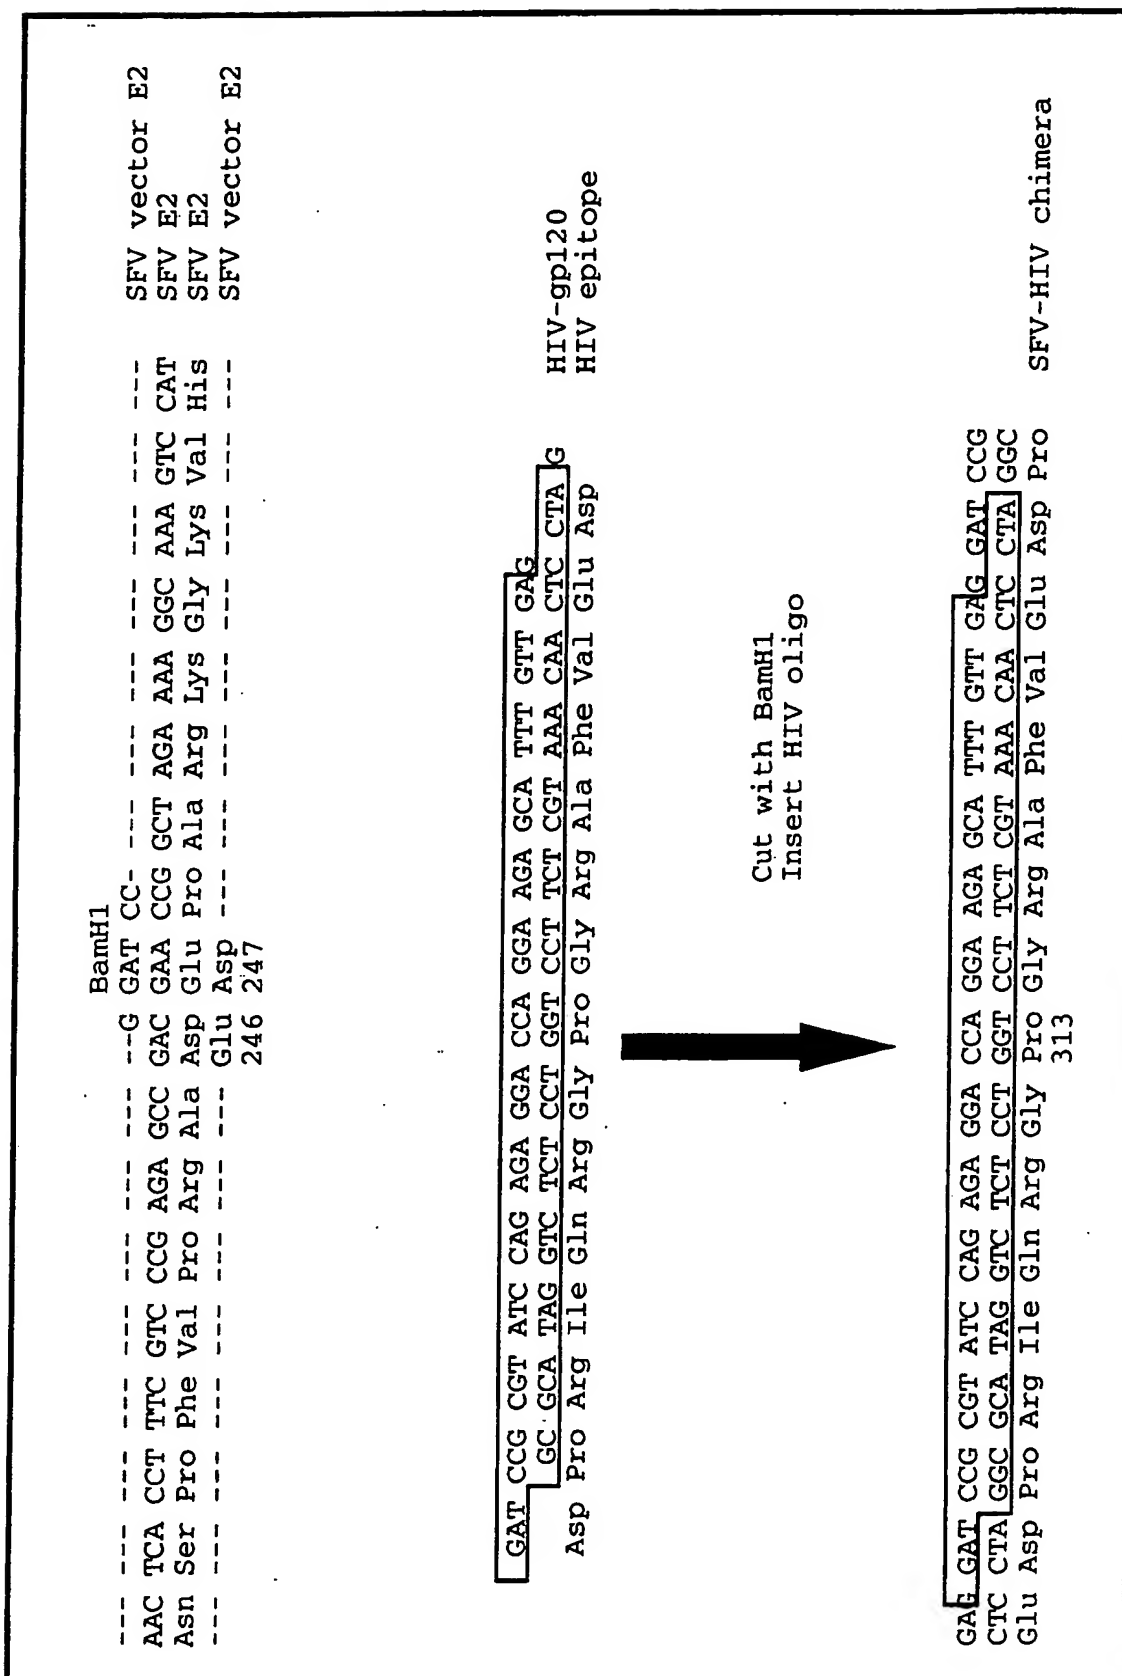 BamH1
--- --- --- --- --- --- --- --- --G GAT CC- --- --- --- --- --- --- --- SFV vector E2
AAC TCA CCT TTC GTC CCG AGA GCC GAC GAA CCG GCT AGA AAA GGC AAA GTC CAT SFV E2
Asn Ser Pro Phe Val Pro Arg Ala Asp Glu Pro Ala Arg Lys Gly Lys Val His SFV E2
--- --- --- --- --- --- --- --- Glu Asp --- --- --- --- --- --- --- --- SFV vector E2
246 247
GAT CCG CGT ATC CAG AGA GGA CCA GGA AGA GCA TTT GTT GAG
GC GCA TAG GTC TCT CCT GGT CCT TCT CGT AAA CAA CTC CTA G HIV-gp120
Asp Pro Arg Ile Gln Arg Gly Pro Gly Arg Ala Phe Val Glu Asp HIV epitope
Cut with BamH1
Insert HIV oligo
GAG GAT CCG CGT ATC CAG AGA GGA CCA GGA AGA GCA TTT GTT GAG GAT CCG
CTC CTA GGC GCA TAG GTC TCT CCT GGT CCT TCT CGT AAA CAA CTC CTA GGC
Glu Asp Pro Arg Ile Gln Arg Gly Pro Gly Arg Ala Phe Val Glu Asp Pro SFV-HIV chimera
313